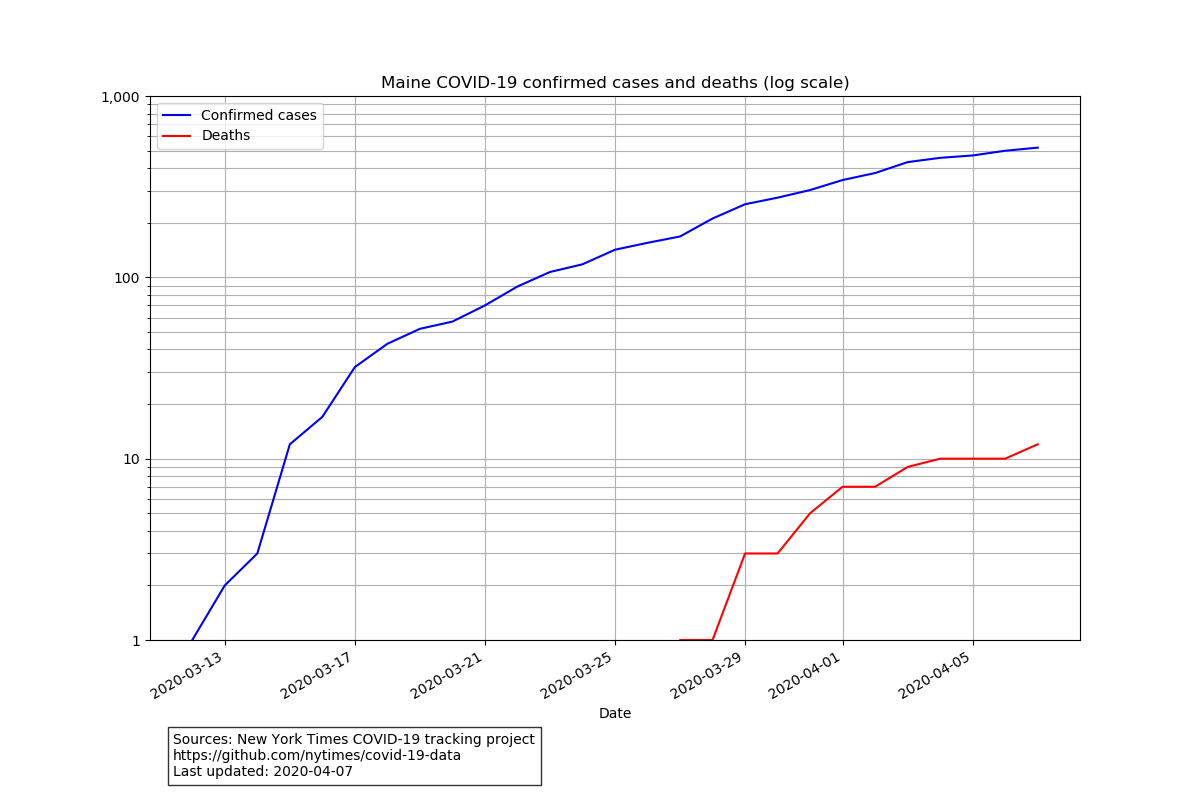 Maine COVID-19 confirmed cases and deaths (log scale)
1,000
100
10
1
Confirmed cases
Deaths
2020-03-13
2020-03-17
2020-03-21
2020-03-25
2020-03-29
2020-04-01
2020-04-05
Date
Sources: New York Times COVID-19 tracking project
https://github.com/nytimes/covid-19-data
Last updated: 2020-04-07